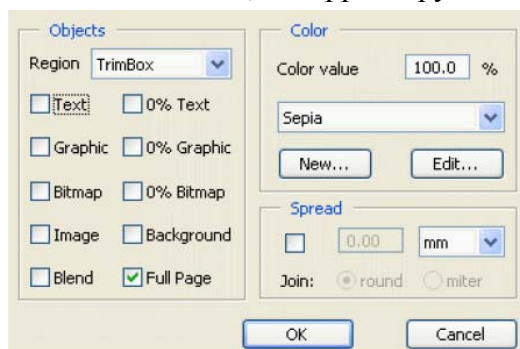 Objects
Region TrimBox
Text 0% Text
Graphic 0% Graphic
Bitmap 0% Bitmap
Image Background
Blend Full Page
Color
Color value 100.0 %
Sepia
New... Edit...
Spread
0.00 mm
Join: round miter
OK Cancel